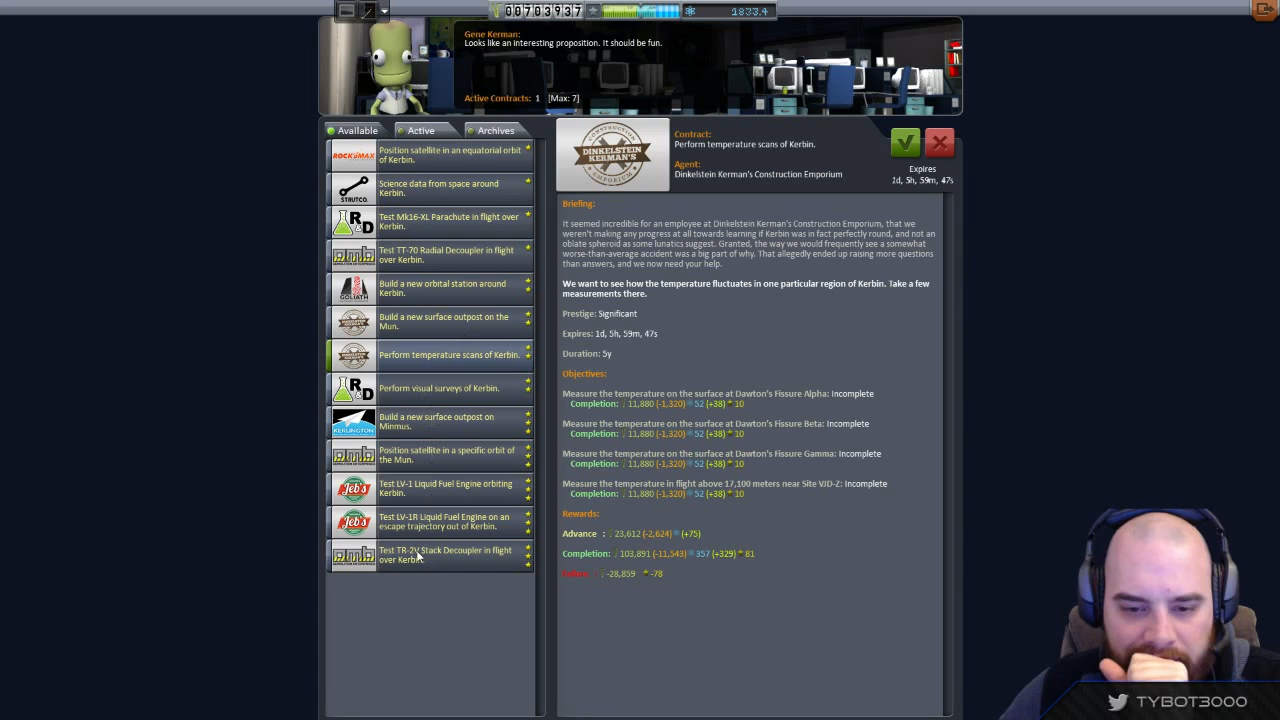 00703937
1833.4
Gene Kerman:
Looks like an interesting proposition. It should be fun.
Active Contracts: 1 [Max: 7]
Available
Active
Archives
ROCKOMAX
Position satellite in an equatorial orbit
of Kerbin.
STRUTCO.
Science data from space around
Kerbin.
R&D
Test Mk16-XL Parachute in flight over
Kerbin.
Test TT-70 Radial Decoupler in flight
over Kerbin.
GOLIATH
Build a new orbital station around
Kerbin.
Build a new surface outpost on the
Mun.
Perform temperature scans of Kerbin.
R&D
Perform visual surveys of Kerbin.
KERLINGTON
Build a new surface outpost on
Minmus.
Position satellite in a specific orbit of
the Mun.
Jeb's
Test LV-1 Liquid Fuel Engine orbiting
Kerbin.
Jeb's
Test LV-1R Liquid Fuel Engine on an
escape trajectory out of Kerbin.
Test TR-2V Stack Decoupler in flight
over Kerbin.
CONSTRUCTION
DINKELSTEIN
KERMAN'S
EMPORIUM
Contract:
Perform temperature scans of Kerbin.
Agent:
Dinkelstein Kerman's Construction Emporium
Expires
1d, 5h, 59m, 47s
Briefing:
It seemed incredible for an employee at Dinkelstein Kerman's Construction Emporium, that we
weren't making any progress at all towards learning if Kerbin was in fact perfectly round, and not an
oblate spheroid as some lunatics suggest. Granted, the way we would frequently see a somewhat
worse-than-average accident was a big part of why. That allegedly ended up raising more questions
than answers, and we now need your help.
We want to see how the temperature fluctuates in one particular region of Kerbin. Take a few
measurements there.
Prestige: Significant
Expires: 1d, 5h, 59m, 47s
Duration: 5y
Objectives:
Measure the temperature on the surface at Dawton's Fissure Alpha: Incomplete
Completion: 11,880 (-1,320) 52 (+38) 10
Measure the temperature on the surface at Dawton's Fissure Beta: Incomplete
Completion: 11,880 (-1,320) 52 (+38) 10
Measure the temperature on the surface at Dawton's Fissure Gamma: Incomplete
Completion: 11,880 (-1,320) 52 (+38) 10
Measure the temperature in flight above 17,100 meters near Site VJD-Z: Incomplete
Completion: 11,880 (-1,320) 52 (+38) 10
Rewards:
Advance : 23,612 (-2,624) (+75)
Completion: 103,891 (-11,543) 357 (+329) 81
-28,859 -78
TYBOT3000